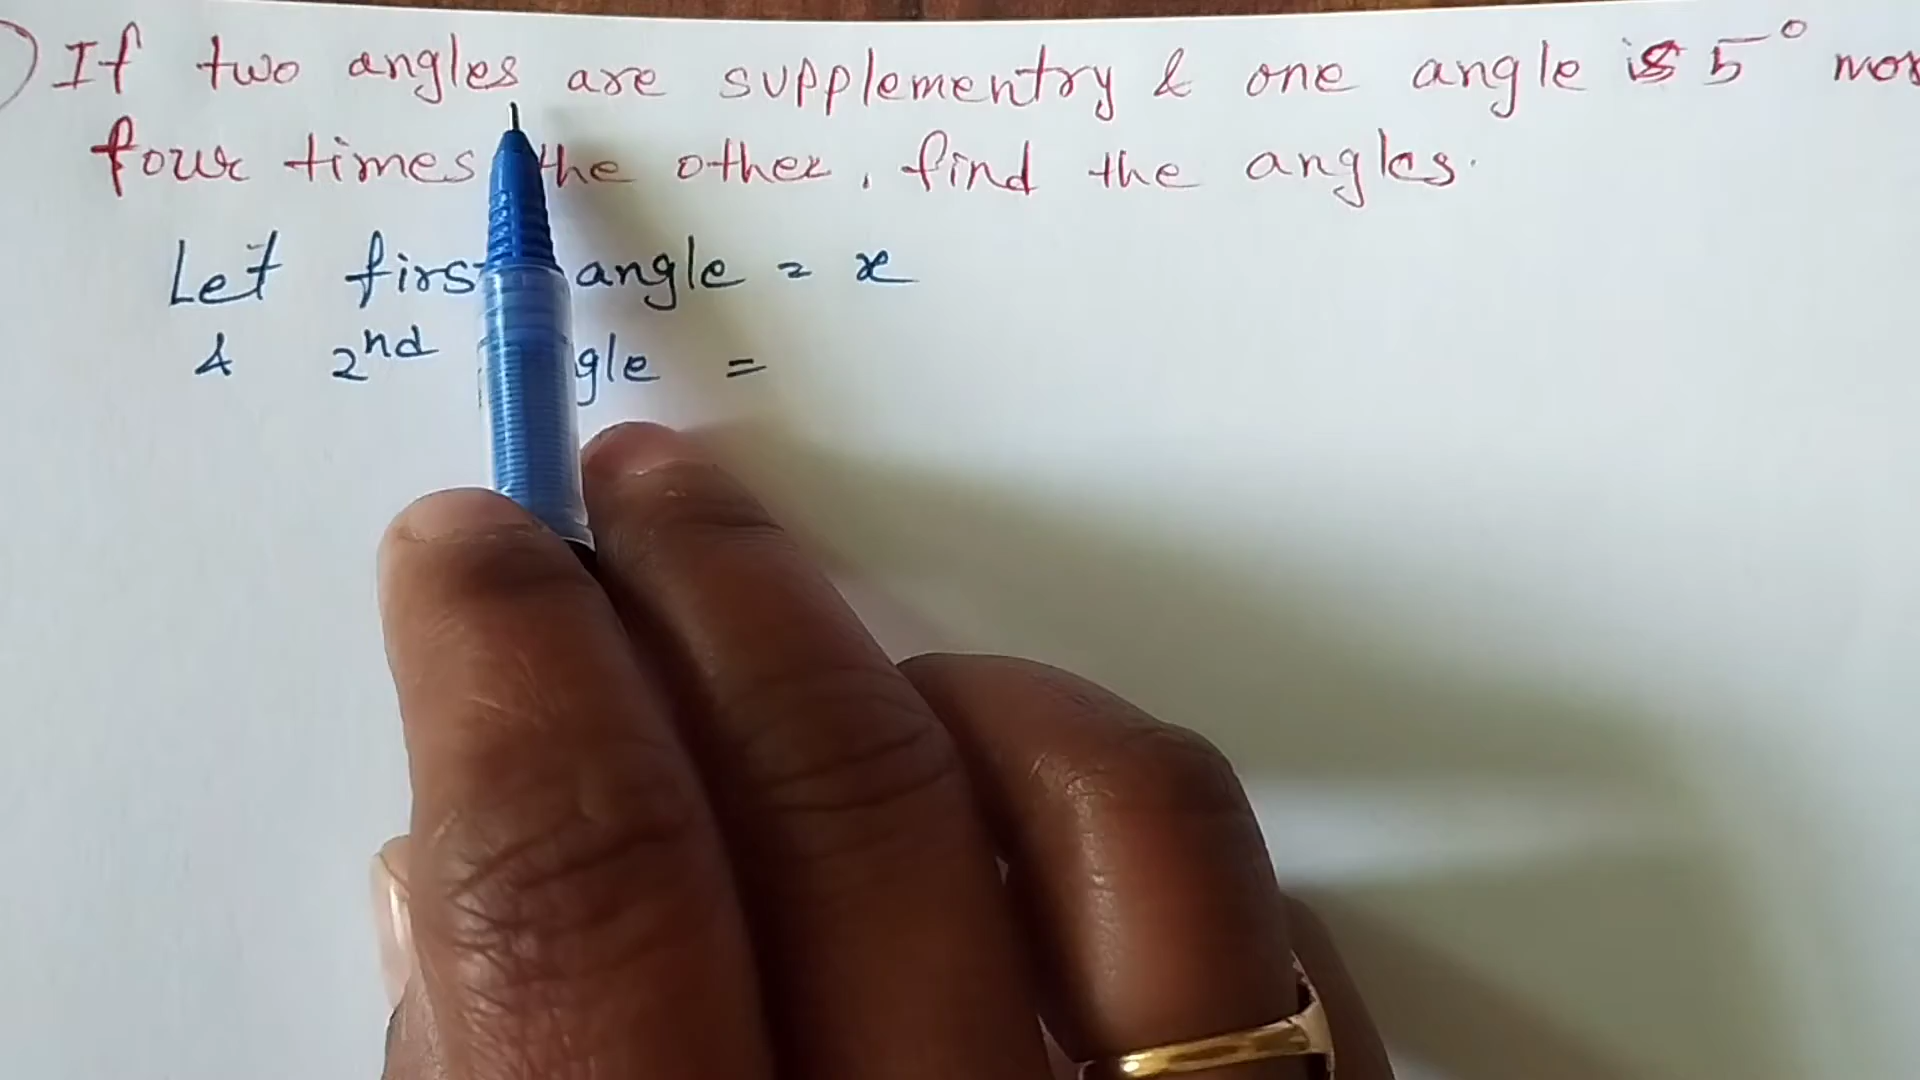 ) If two angles are supplementry & one angle is 5° mor
four times the other, find the angles.
Let first angle = x
& 2nd gle =